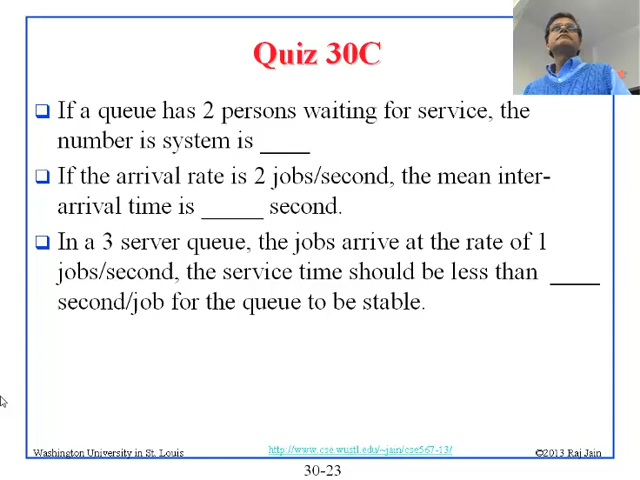 Quiz 30C
If a queue has 2 persons waiting for service, the
number is system is ____
If the arrival rate is 2 jobs/second, the mean inter-
arrival time is _____ second.
In a 3 server queue, the jobs arrive at the rate of 1
jobs/second, the service time should be less than ____
second/job for the queue to be stable.
Washington University in St. Louis
http://www.cse.wustl.edu/~jain/cse567-13/
©2013 Raj Jain
30-23